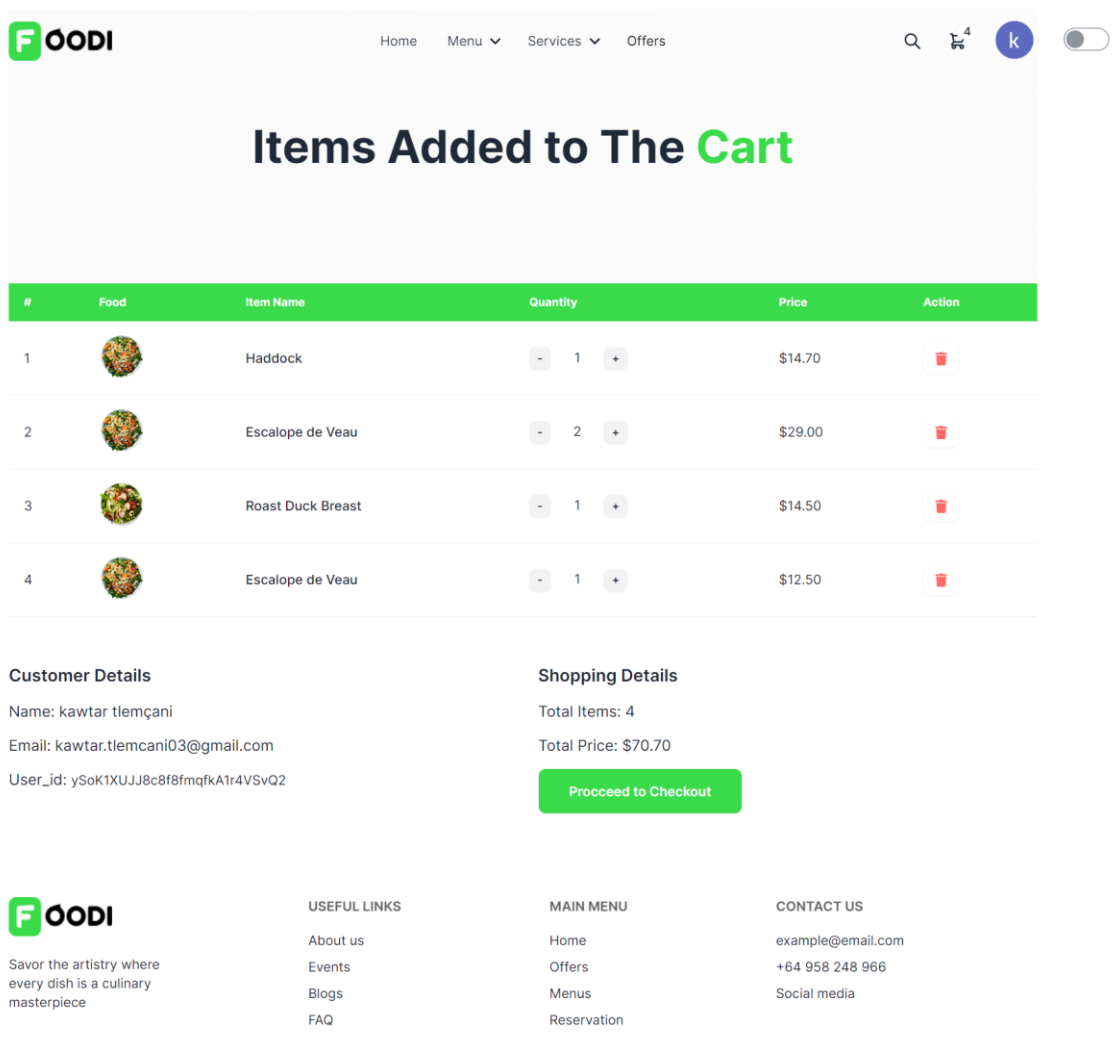 FOODI
Home Menu Services Offers 4 k
Items Added to The Cart
# Food Item Name Quantity Price Action
1 Haddock - 1 + $14.70
2 Escalope de Veau - 2 + $29.00
3 Roast Duck Breast - 1 + $14.50
4 Escalope de Veau - 1 + $12.50
Customer Details
Name: kawtar tlemçani
Email: kawtar.tlemcani03@gmail.com
User_id: ySoK1XUJJ8c8f8fmqfkA1r4VSvQ2
Shopping Details
Total Items: 4
Total Price: $70.70
Procceed to Checkout
FOODI
Savor the artistry where
every dish is a culinary
masterpiece
USEFUL LINKS
About us
Events
Blogs
FAQ
MAIN MENU
Home
Offers
Menus
Reservation
CONTACT US
example@email.com
+64 958 248 966
Social media